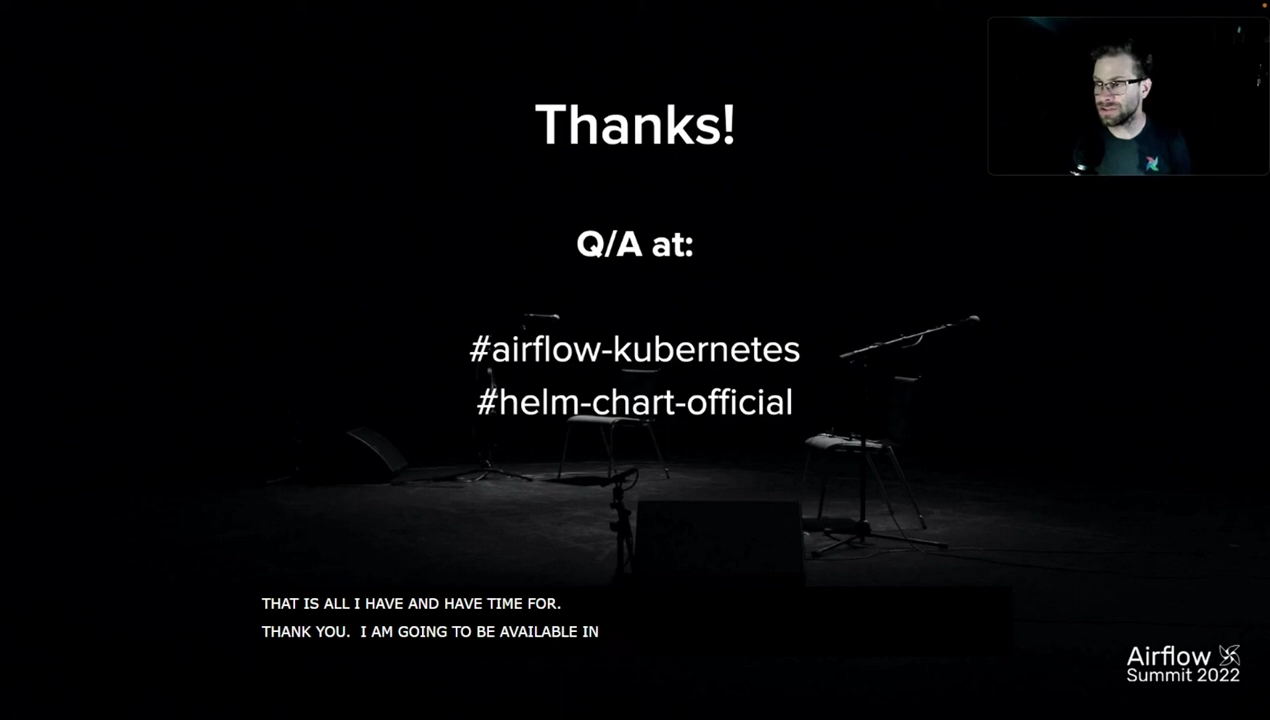 Thanks!
Q/A at:
#airflow-kubernetes
#helm-chart-official
THAT IS ALL I HAVE AND HAVE TIME FOR.
THANK YOU.  I AM GOING TO BE AVAILABLE IN
Airflow
Summit 2022